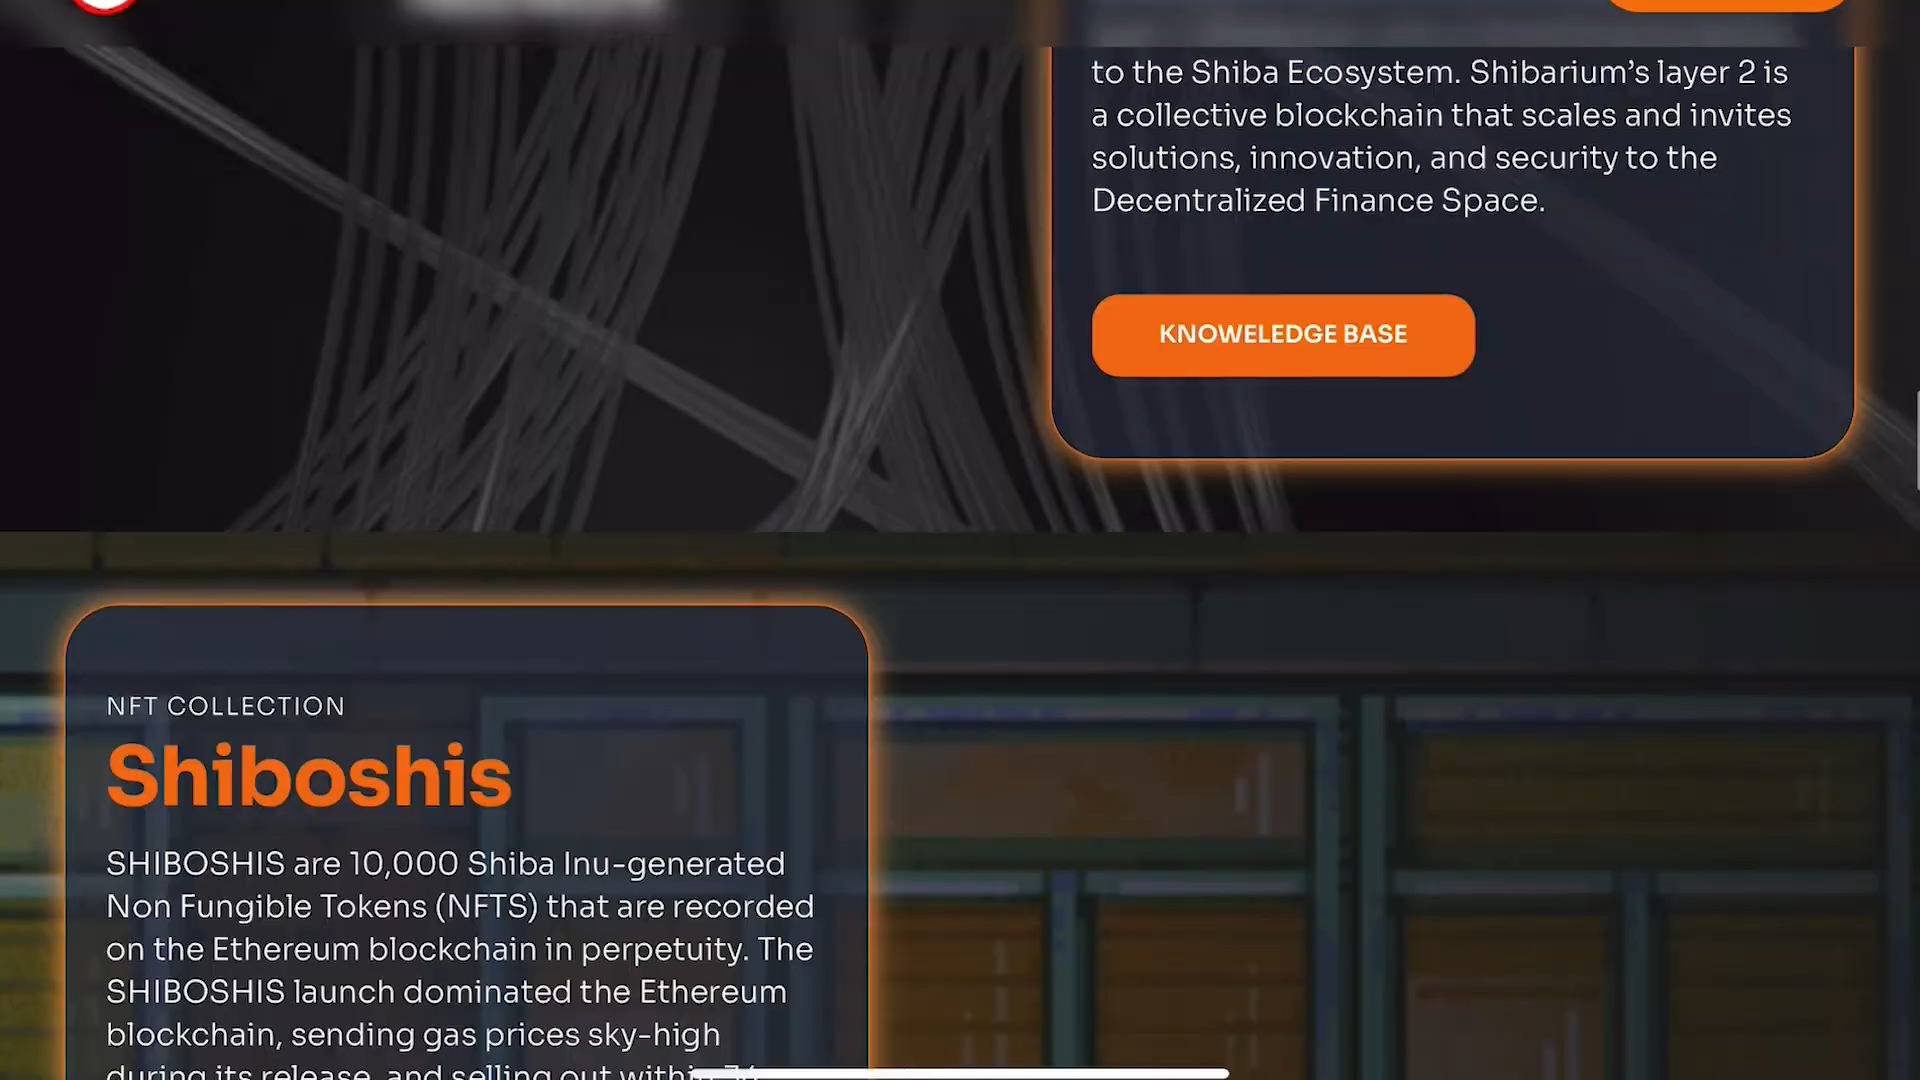 to the Shiba Ecosystem. Shibarium’s layer 2 is
a collective blockchain that scales and invites
solutions, innovation, and security to the
Decentralized Finance Space.
KNOWELEDGE BASE
NFT COLLECTION
Shiboshis
SHIBOSHIS are 10,000 Shiba Inu-generated
Non Fungible Tokens (NFTS) that are recorded
on the Ethereum blockchain in perpetuity. The
SHIBOSHIS launch dominated the Ethereum
blockchain, sending gas prices sky-high
during its release, and selling out within